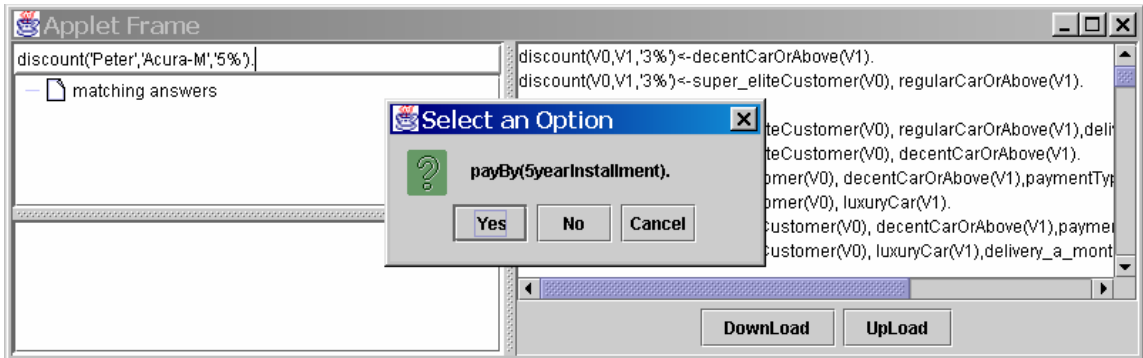 Applet Frame
discount('Peter','Acura-M','5%').
matching answers
discount(V0,V1,'3%')<-decentCarOrAbove(V1).
discount(V0,V1,'3%')<-super_eliteCustomer(V0), regularCarOrAbove(V1).
teCustomer(V0), regularCarOrAbove(V1),deli
teCustomer(V0), decentCarOrAbove(V1).
omer(V0), decentCarOrAbove(V1),paymentTyp
omer(V0), luxuryCar(V1).
Customer(V0), decentCarOrAbove(V1),paymer
Customer(V0), luxuryCar(V1),delivery_a_mont
Select an Option
payBy(5yearInstallment).
Yes No Cancel
DownLoad UpLoad